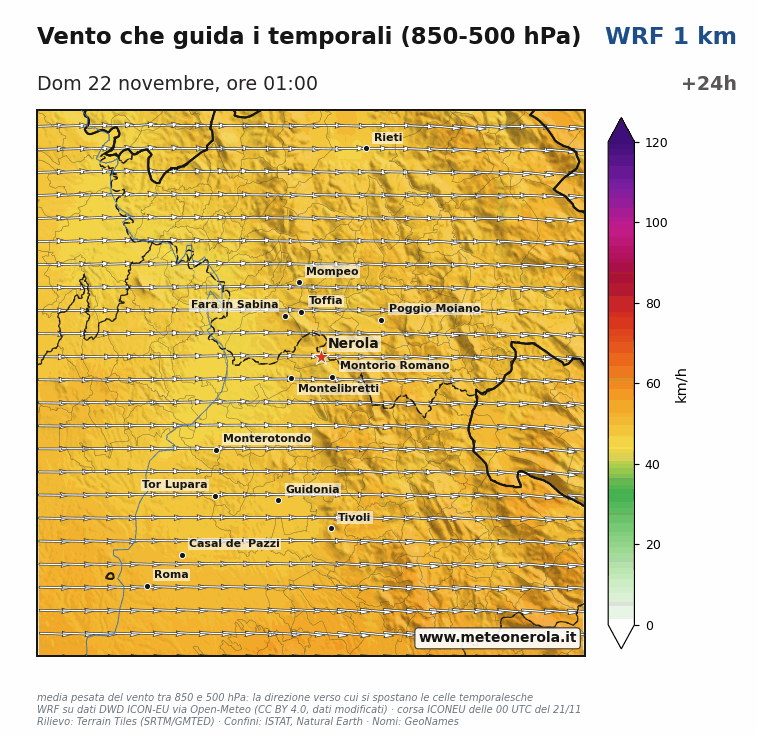 Vento che guida i temporali (850-500 hPa) WRF 1 km
Dom 22 novembre, ore 01:00 +24h
Rieti
Mompeo
Toffia
Fara in Sabina
Poggio Moiano
Nerola
Montorio Romano
Montelibretti
Monterotondo
Tor Lupara
Guidonia
Tivoli
Casal de' Pazzi
Roma
www.meteonerola.it
120
100
80
60
40
20
0
km/h
media pesata del vento tra 850 e 500 hPa: la direzione verso cui si spostano le celle temporalesche
WRF su dati DWD ICON-EU via Open-Meteo (CC BY 4.0, dati modificati) · corsa ICONEU delle 00 UTC del 21/11
Rilievo: Terrain Tiles (SRTM/GMTED) · Confini: ISTAT, Natural Earth · Nomi: GeoNames